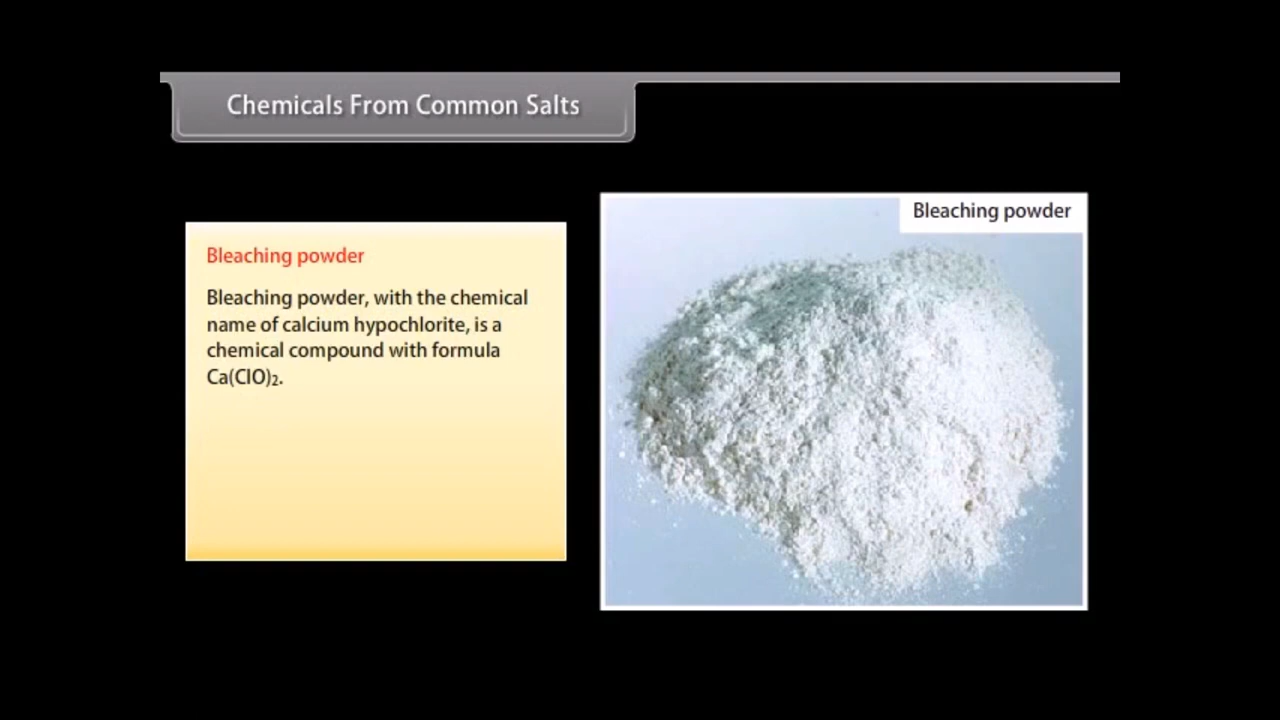 Chemicals From Common Salts
Bleaching powder
Bleaching powder
Bleaching powder, with the chemical
name of calcium hypochlorite, is a
chemical compound with formula
Ca(ClO)₂.